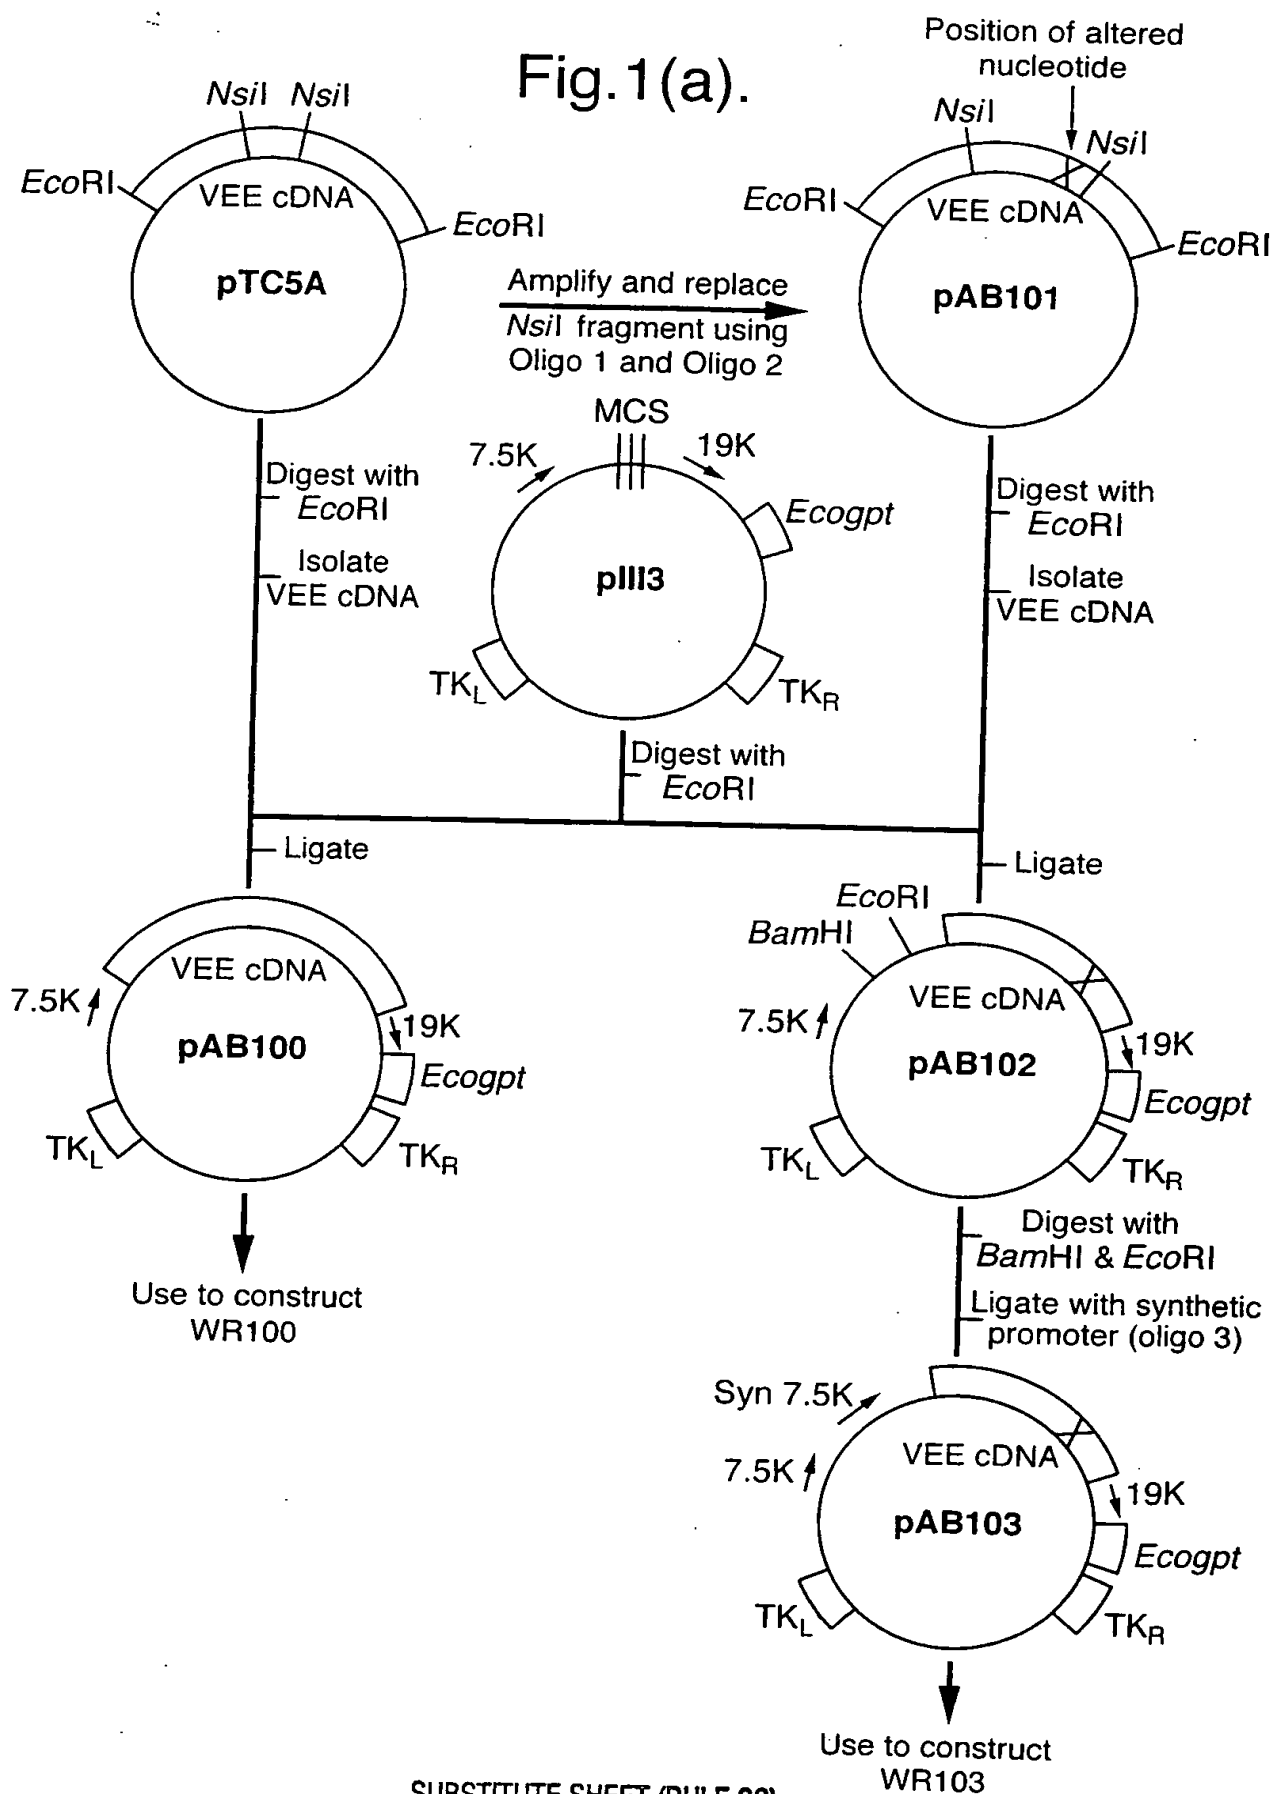 Fig.1(a).
Position of altered
nucleotide
NsiI NsiI
EcoRI
VEE cDNA
EcoRI
pTC5A
Amplify and replace
NsiI fragment using
Oligo 1 and Oligo 2
NsiI
NsiI
EcoRI
VEE cDNA
EcoRI
pAB101
Digest with
EcoRI
Isolate
VEE cDNA
MCS
7.5K
19K
Ecogpt
pIII3
TKL
TKR
Digest with
EcoRI
Digest with
EcoRI
Isolate
VEE cDNA
Ligate
Ligate
VEE cDNA
7.5K
19K
pAB100
Ecogpt
TKL
TKR
Use to construct
WR100
EcoRI
BamHI
VEE cDNA
7.5K
19K
pAB102
Ecogpt
TKL
TKR
Digest with
BamHI & EcoRI
Ligate with synthetic
promoter (oligo 3)
Syn 7.5K
VEE cDNA
7.5K
19K
pAB103
Ecogpt
TKL
TKR
Use to construct
WR103